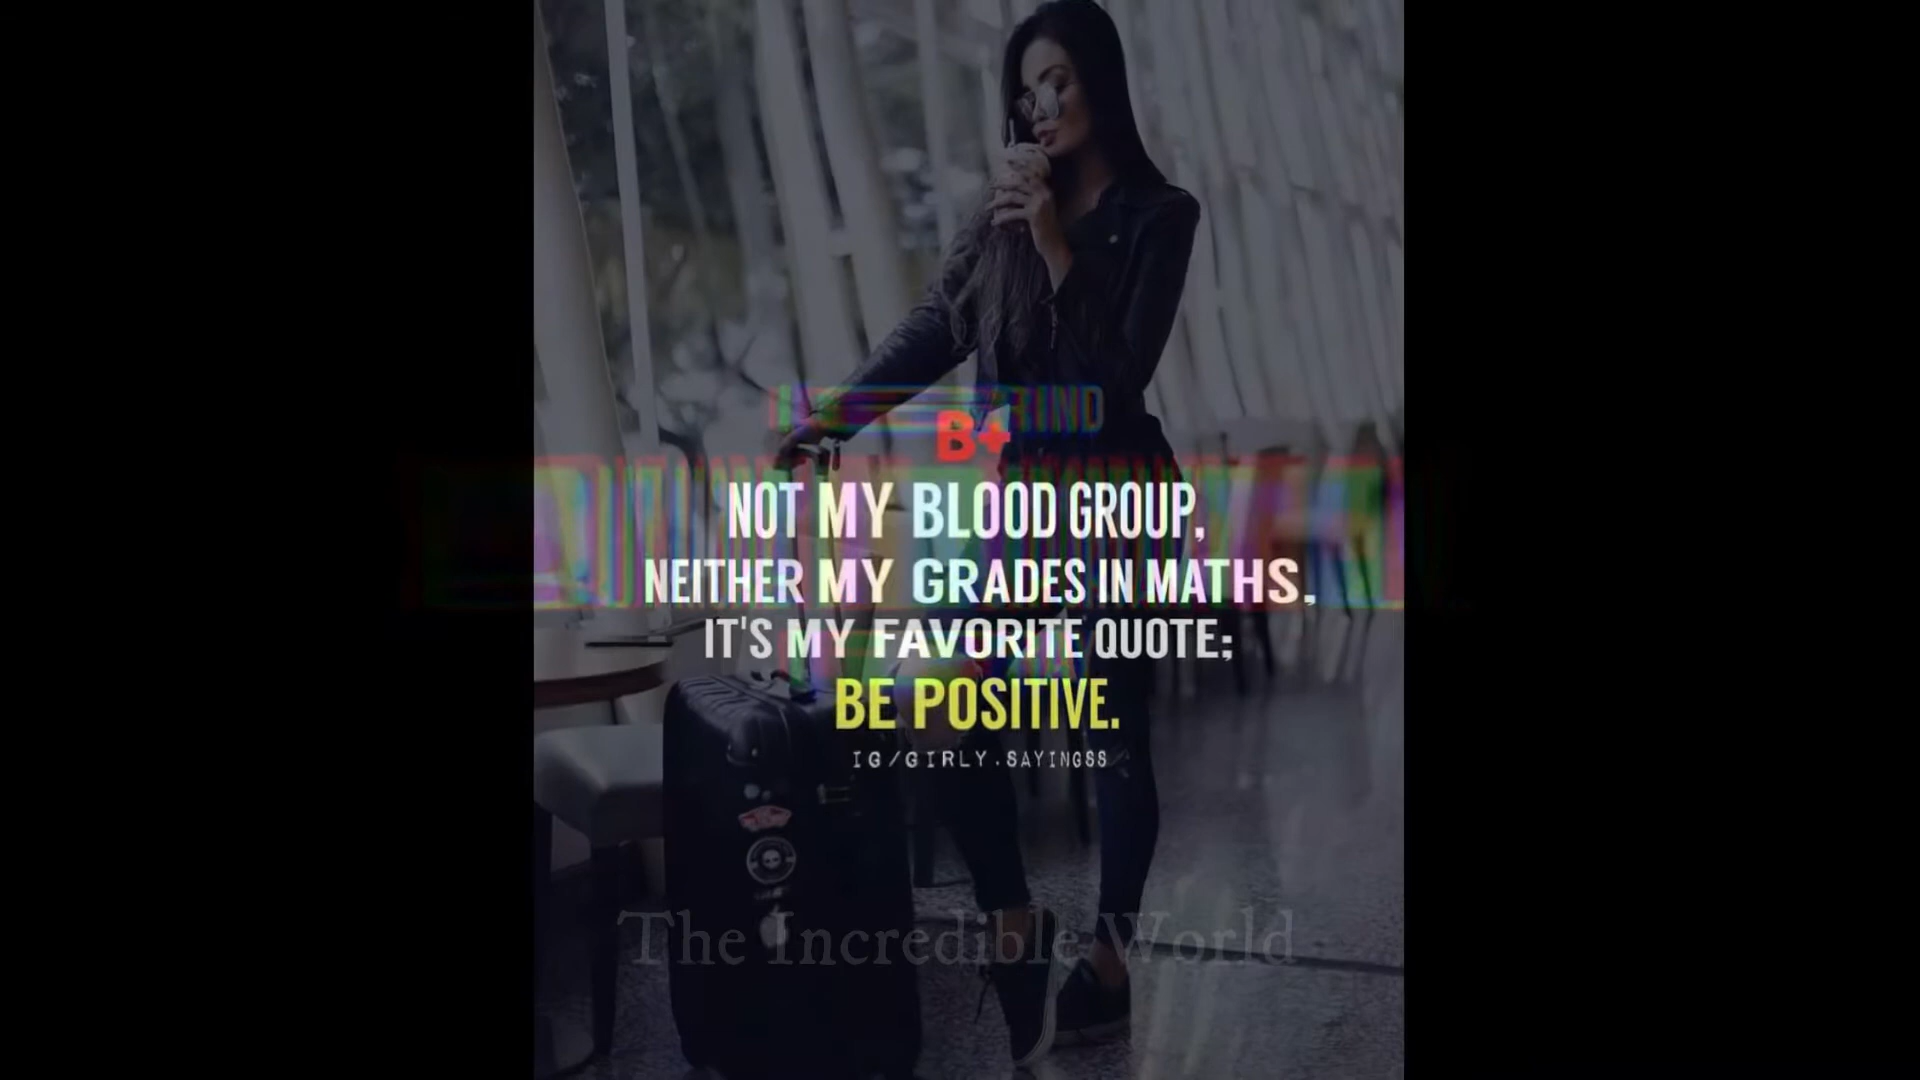 B+
NOT MY BLOOD GROUP,
NEITHER MY GRADES IN MATHS.
IT'S MY FAVORITE QUOTE;
BE POSITIVE.
IG/GIRLY.SAYINGSS
The Incredible World